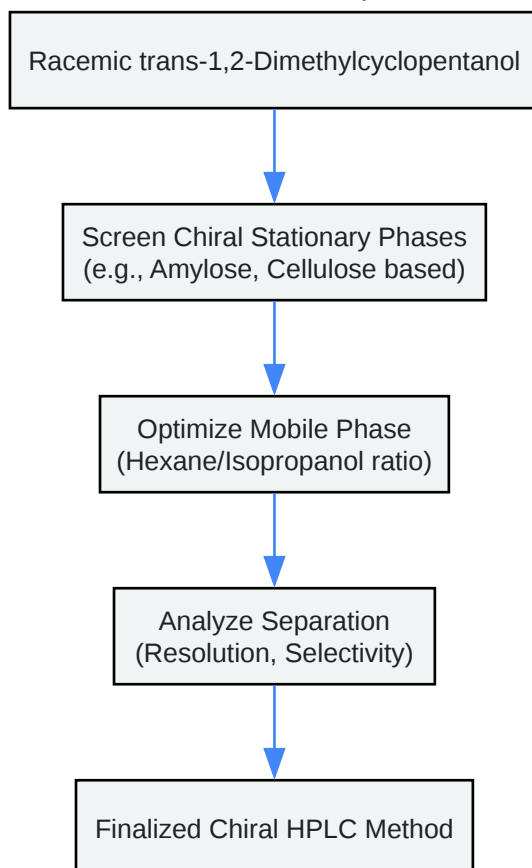 Racemic trans-1,2-Dimethylcyclopentanol
Screen Chiral Stationary Phases
(e.g., Amylose, Cellulose based)
Optimize Mobile Phase
(Hexane/Isopropanol ratio)
Analyze Separation
(Resolution, Selectivity)
Finalized Chiral HPLC Method